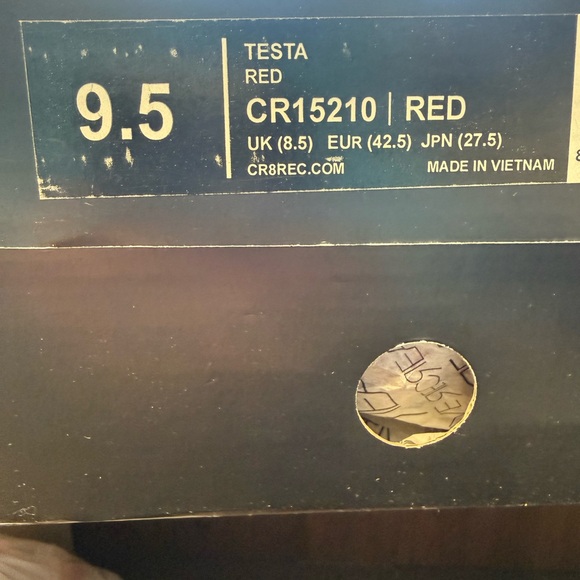 9.5
TESTA
RED
CR15210 | RED
UK (8.5) EUR (42.5) JPN (27.5)
CR8REC.COM MADE IN VIETNAM